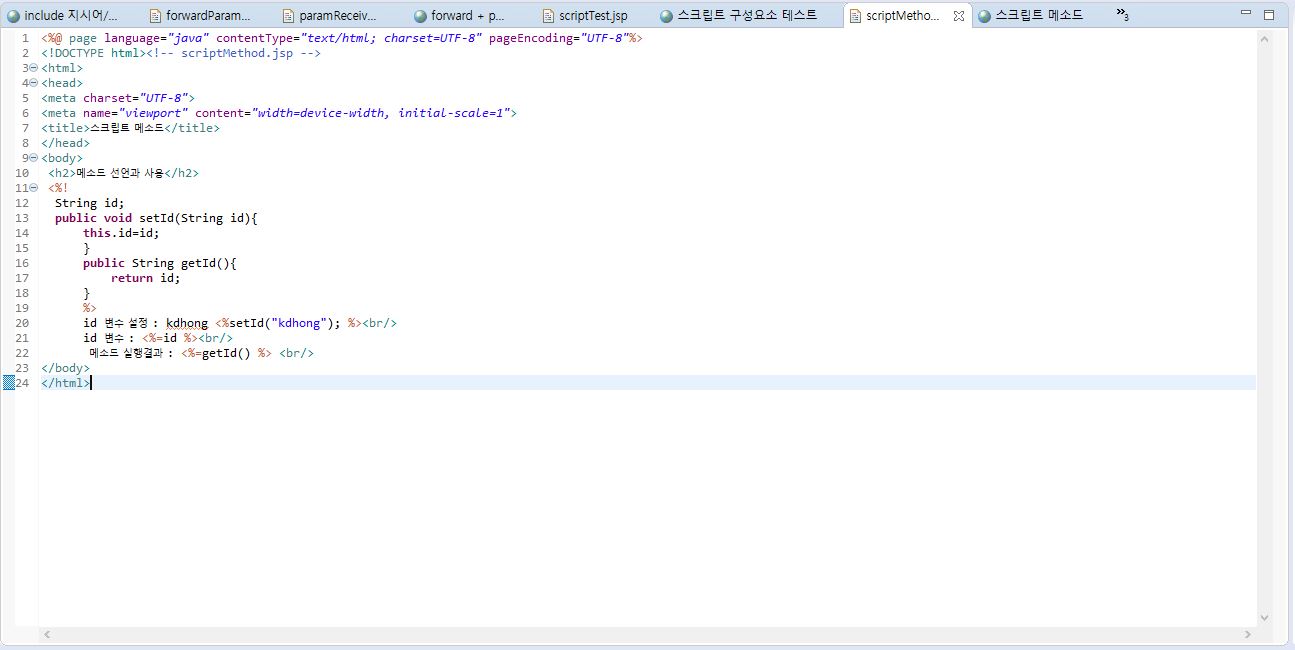 include 지시어/...
forwardParam...
paramReceiv...
forward + p...
scriptTest.jsp
스크립트 구성요소 테스트
scriptMetho...
스크립트 메소드
»3
1 <%@ page language="java" contentType="text/html; charset=UTF-8" pageEncoding="UTF-8"%>
2 <!DOCTYPE html><!-- scriptMethod.jsp -->
3 <html>
4 <head>
5 <meta charset="UTF-8">
6 <meta name="viewport" content="width=device-width, initial-scale=1">
7 <title>스크립트 메소드</title>
8 </head>
9 <body>
10 <h2>메소드 선언과 사용</h2>
11 <%!
12 String id;
13 public void setId(String id){
14 this.id=id;
15 }
16 public String getId(){
17 return id;
18 }
19 %>
20 id 변수 설정 : kdhong <%setId("kdhong"); %><br/>
21 id 변수 : <%=id %><br/>
22 메소드 실행결과 : <%=getId() %> <br/>
23 </body>
24 </html>